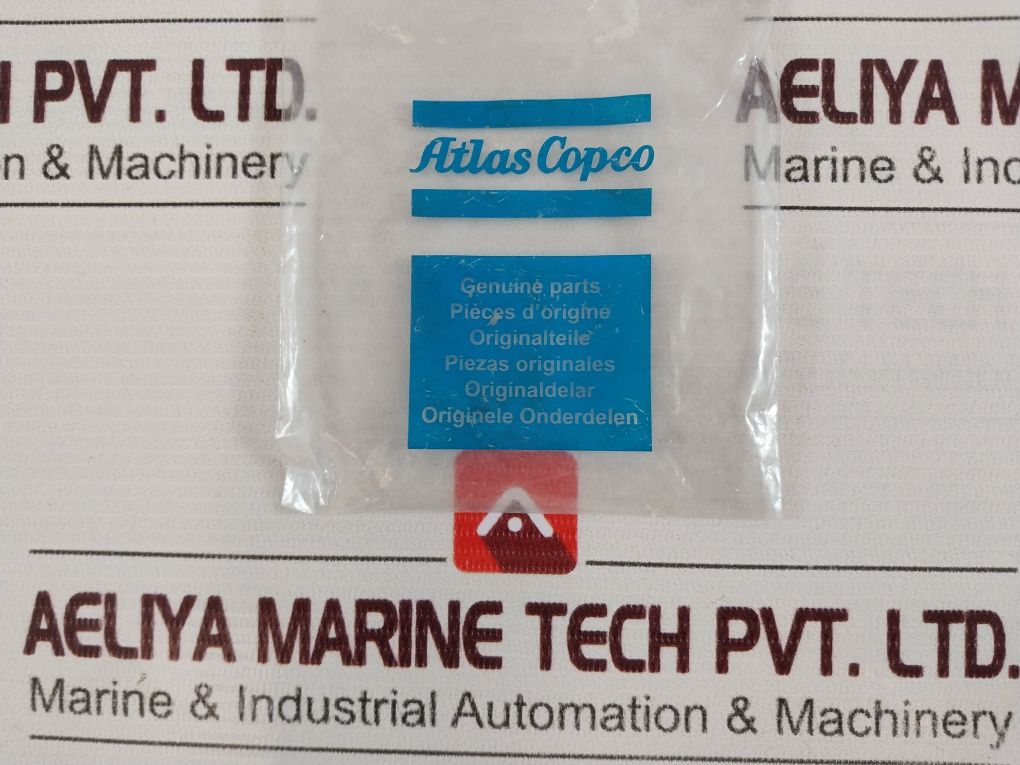 I PVT. LTD.
on & Machinery
AELIYA M
Marine & Ind
Atlas Copco
Genuine parts
Pièces d'origine
Originalteile
Piezas originales
Originaldelar
Originele Onderdelen
AELIYA MARINE TECH PVT. LTD.
Marine & Industrial Automation & Machinery